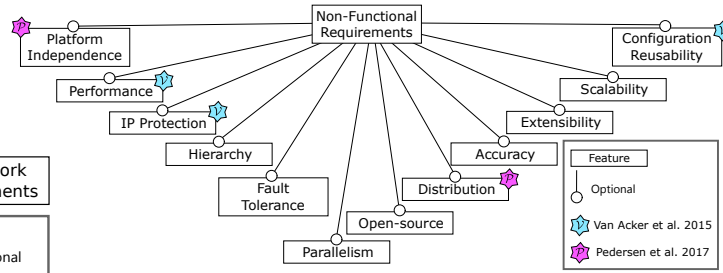 Non-Functional
Requirements
P
Platform
Independence
Configuration
Reusability
Performance
V
Scalability
IP Protection
V
Extensibility
Hierarchy
Accuracy
Fault
Tolerance
Distribution
P
Open-source
Parallelism
ork
ents
onal
Feature
Optional
V Van Acker et al. 2015
P Pedersen et al. 2017